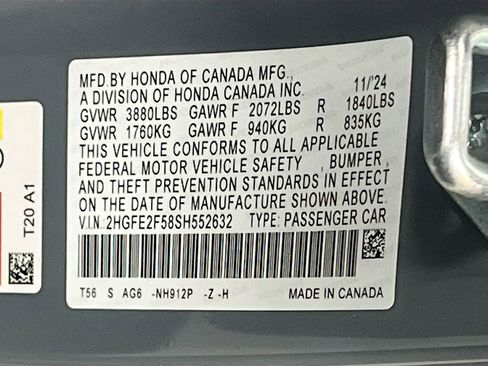 MFD.BY HONDA OF CANADA MFG.,
A DIVISION OF HONDA CANADA INC. 11/'24
GVWR 3880LBS GAWR F 2072LBS R 1840LBS
GVWR 1760KG GAWR F 940KG R 835KG
THIS VEHICLE CONFORMS TO ALL APPLICABLE
FEDERAL MOTOR VEHICLE SAFETY , BUMPER ,
AND THEFT PREVENTION STANDARDS IN EFFECT
ON THE DATE OF MANUFACTURE SHOWN ABOVE.
V.I.N. 2HGFE2F58SH552632 TYPE: PASSENGER CAR
T56 S AG6 -NH912P -Z -H MADE IN CANADA
T20 A1